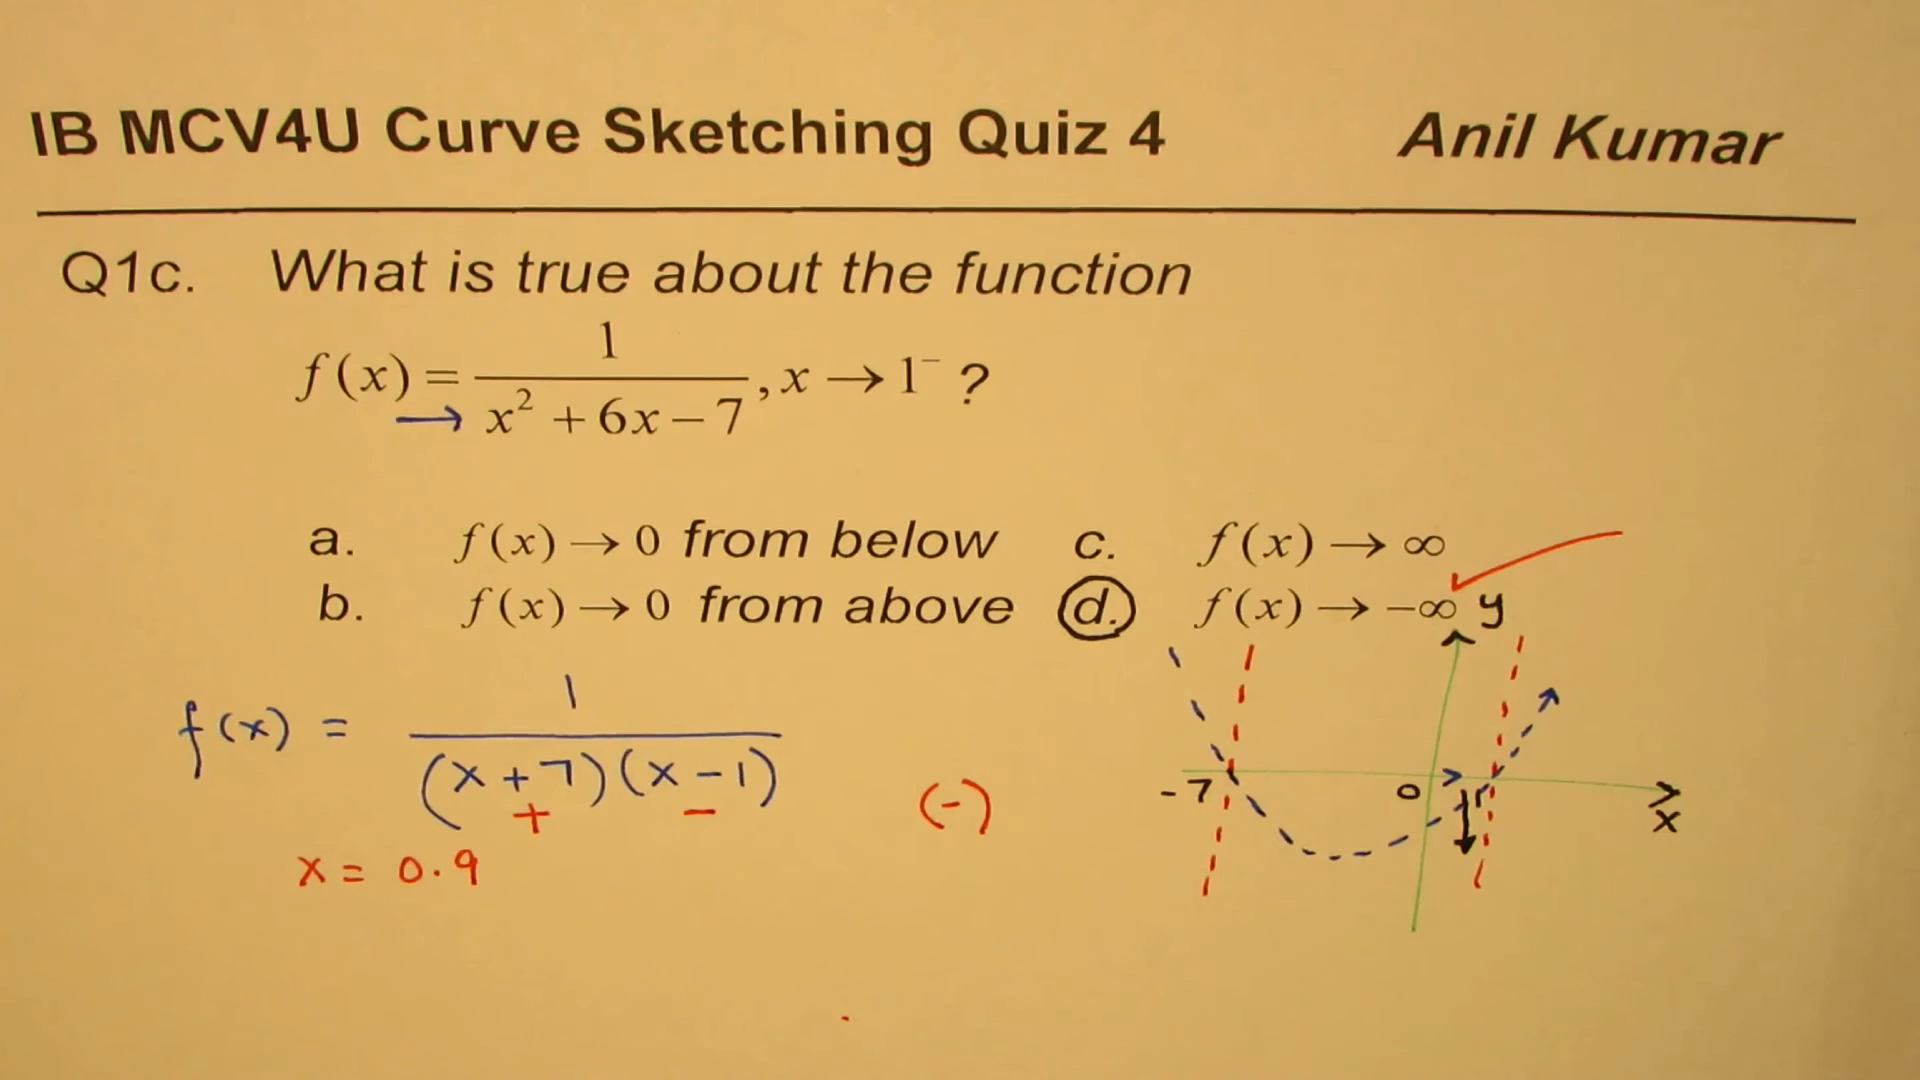 IB MCV4U Curve Sketching Quiz 4 Anil Kumar
Q1c. What is true about the function
f(x) = 1 / (x² + 6x − 7), x → 1⁻ ?
→
a. f(x) → 0 from below c. f(x) → ∞
b. f(x) → 0 from above d. f(x) → −∞
y
f(x) = 1 / (x + 7)(x − 1)
+ −
(-)
-7 0 1 x
x = 0.9